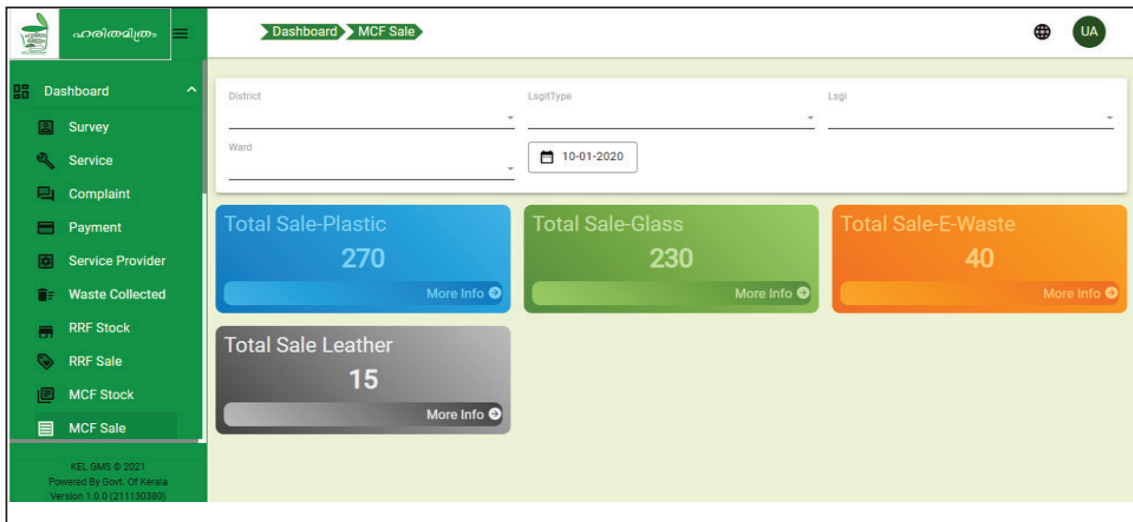 ഹരിതമിത്രം
Dashboard MCF Sale
UA
Dashboard
Survey
Service
Complaint
Payment
Service Provider
Waste Collected
RRF Stock
RRF Sale
MCF Stock
MCF Sale
KEL GMS © 2021
Powered By Govt. Of Kerala
Version 1.0.0 (211130380)
District
LsgitType
Lsgi
Ward
10-01-2020
Total Sale-Plastic
270
More Info
Total Sale-Glass
230
More Info
Total Sale-E-Waste
40
More Info
Total Sale Leather
15
More Info